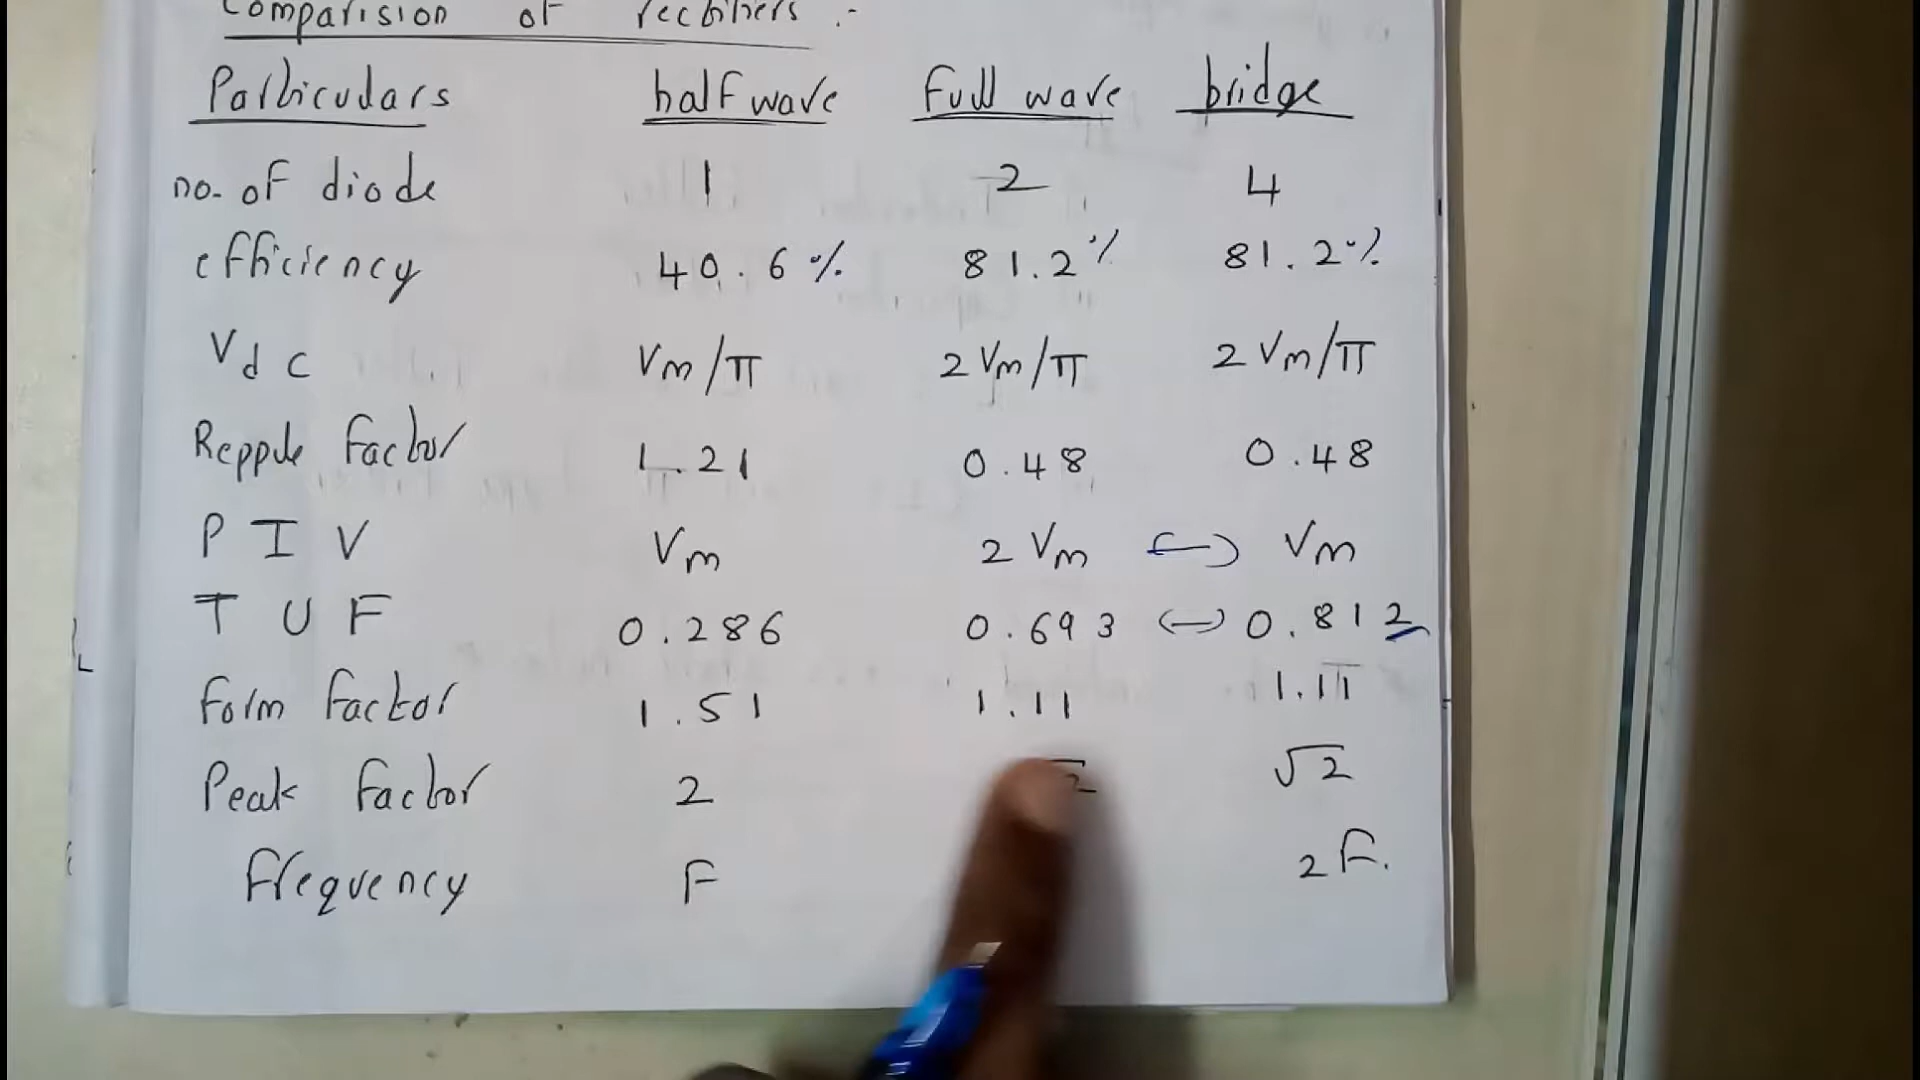 Comparision of rectifiers :-
Particulars half wave Full wave bridge
no. of diode 1 2 4
efficiency 40.6% 81.2% 81.2%
Vdc Vm/π 2Vm/π 2Vm/π
Repple factor 1.21 0.48 0.48
P I V Vm 2Vm ↔ Vm
T U F 0.286 0.693 ↔ 0.812
Form factor 1.51 1.11 1.11
Peak factor 2 √2
Frequency F 2F.